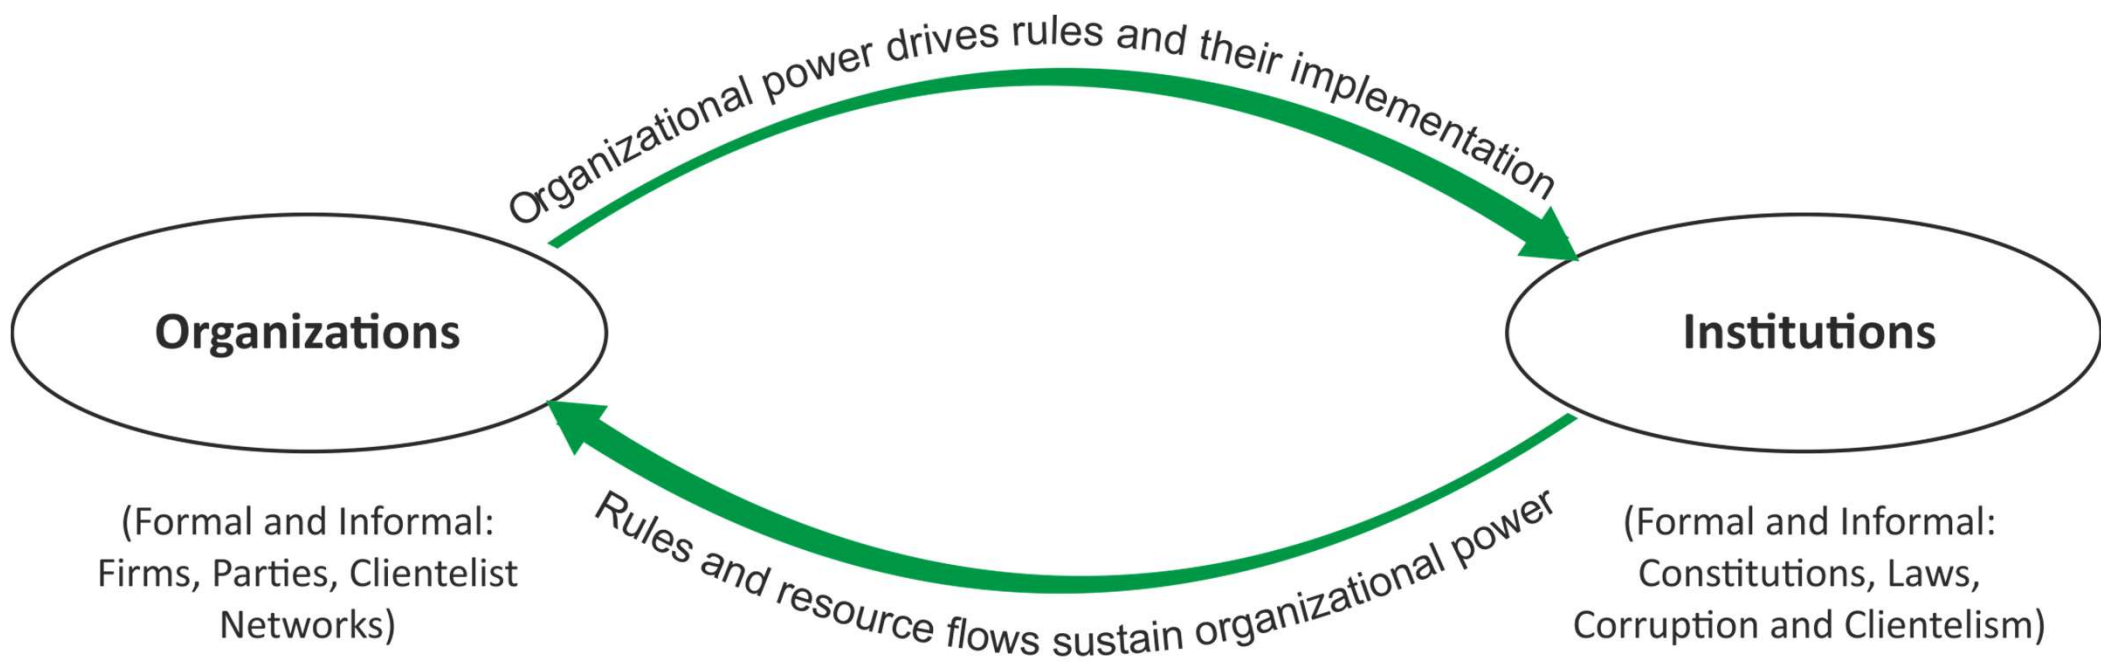 Organizational power drives rules and their implementation
Organizations
Institutions
(Formal and Informal:
Firms, Parties, Clientelist
Networks)
(Formal and Informal:
Constitutions, Laws,
Corruption and Clientelism)
Rules and resource flows sustain organizational power